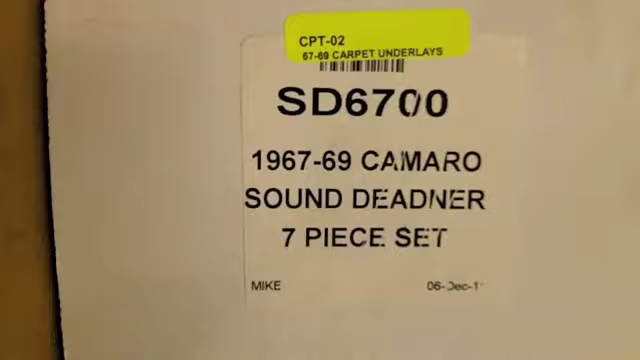 CPT-02
67-69 CARPET UNDERLAYS
SD6700
1967-69 CAMARO
SOUND DEADNER
7 PIECE SET
MIKE